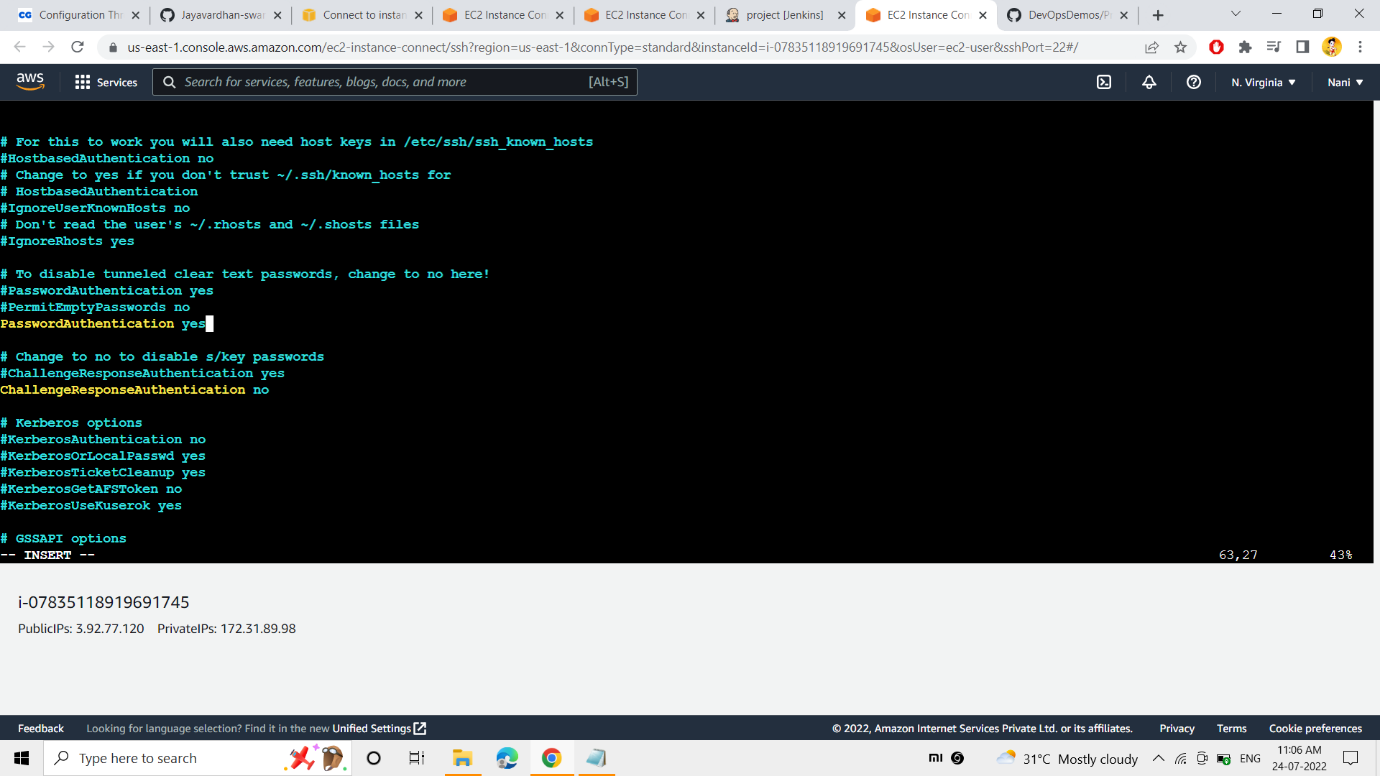 Configuration Thr
Jayavardhan-swar
Connect to instan
EC2 Instance Con
EC2 Instance Con
project [Jenkins]
EC2 Instance Con
DevOpsDemos/Pr
us-east-1.console.aws.amazon.com/ec2-instance-connect/ssh?region=us-east-1&connType=standard&instanceId=i-07835118919691745&osUser=ec2-user&sshPort=22#/
aws
Services
Search for services, features, blogs, docs, and more
[Alt+S]
N. Virginia
Nani
# For this to work you will also need host keys in /etc/ssh/ssh_known_hosts
#HostbasedAuthentication no
# Change to yes if you don't trust ~/.ssh/known_hosts for
# HostbasedAuthentication
#IgnoreUserKnownHosts no
# Don't read the user's ~/.rhosts and ~/.shosts files
#IgnoreRhosts yes
# To disable tunneled clear text passwords, change to no here!
#PasswordAuthentication yes
#PermitEmptyPasswords no
PasswordAuthentication yes
# Change to no to disable s/key passwords
#ChallengeResponseAuthentication yes
ChallengeResponseAuthentication no
# Kerberos options
#KerberosAuthentication no
#KerberosOrLocalPasswd yes
#KerberosTicketCleanup yes
#KerberosGetAFSToken no
#KerberosUseKuserok yes
# GSSAPI options
-- INSERT --
63,27
43%
i-07835118919691745
PublicIPs: 3.92.77.120 PrivateIPs: 172.31.89.98
Feedback
Looking for language selection? Find it in the new Unified Settings
© 2022, Amazon Internet Services Private Ltd. or its affiliates.
Privacy
Terms
Cookie preferences
Type here to search
31°C Mostly cloudy
ENG
11:06 AM
24-07-2022